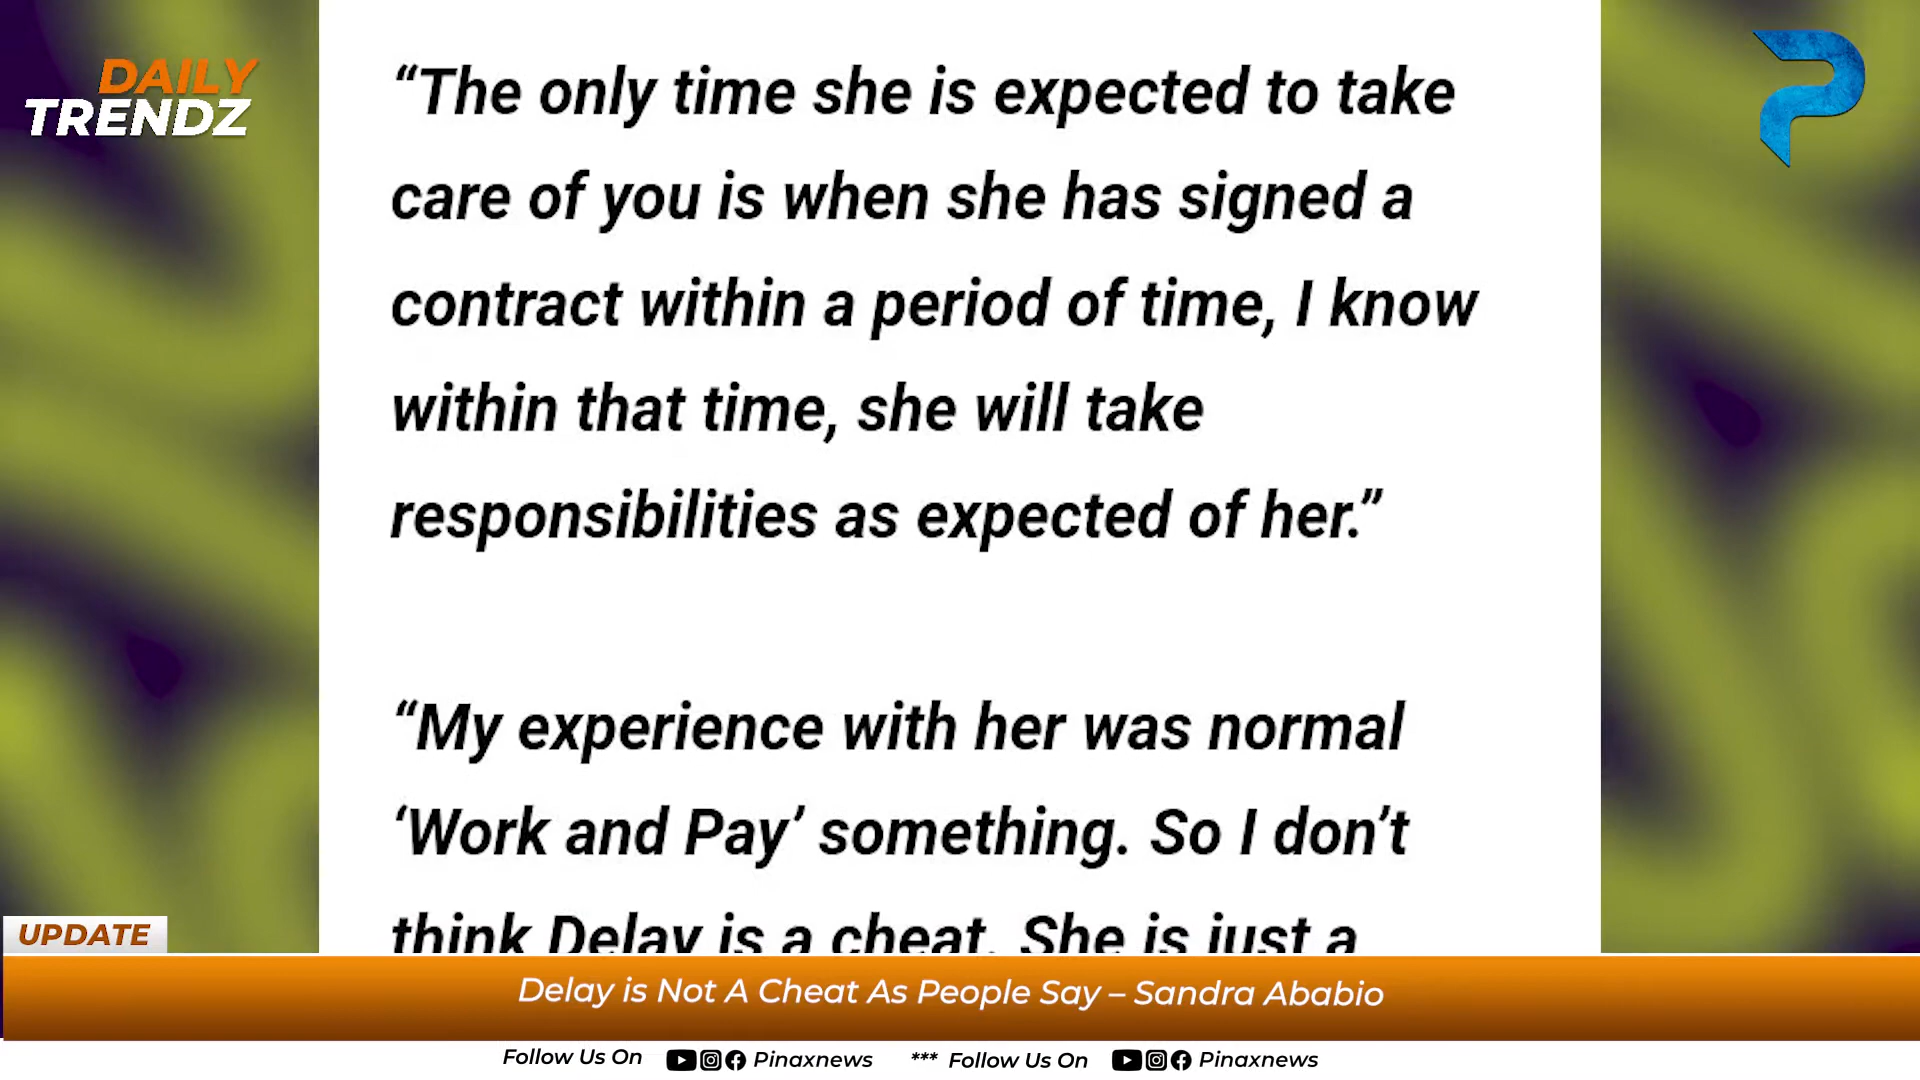 DAILY
TRENDZ
“The only time she is expected to take
care of you is when she has signed a
contract within a period of time, I know
within that time, she will take
responsibilities as expected of her.”
“My experience with her was normal
‘Work and Pay’ something. So I don’t
think Delay is a cheat. She is just a
UPDATE
Delay is Not A Cheat As People Say – Sandra Ababio
Follow Us On Pinaxnews *** Follow Us On Pinaxnews